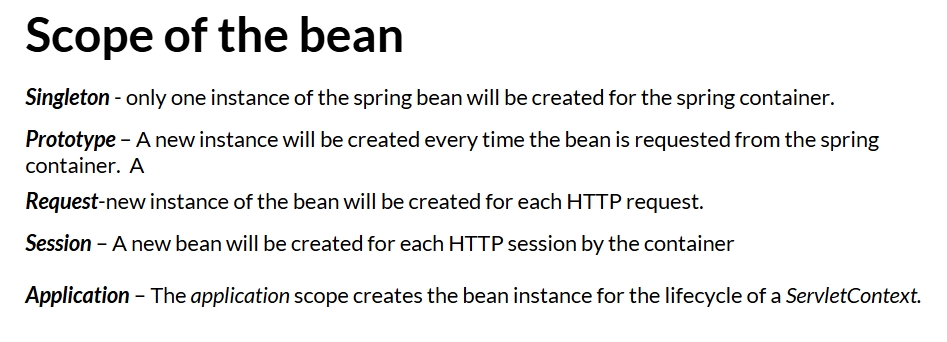 Scope of the bean
Singleton - only one instance of the spring bean will be created for the spring container.
Prototype – A new instance will be created every time the bean is requested from the spring
container.  A
Request-new instance of the bean will be created for each HTTP request.
Session – A new bean will be created for each HTTP session by the container
Application – The application scope creates the bean instance for the lifecycle of a ServletContext.